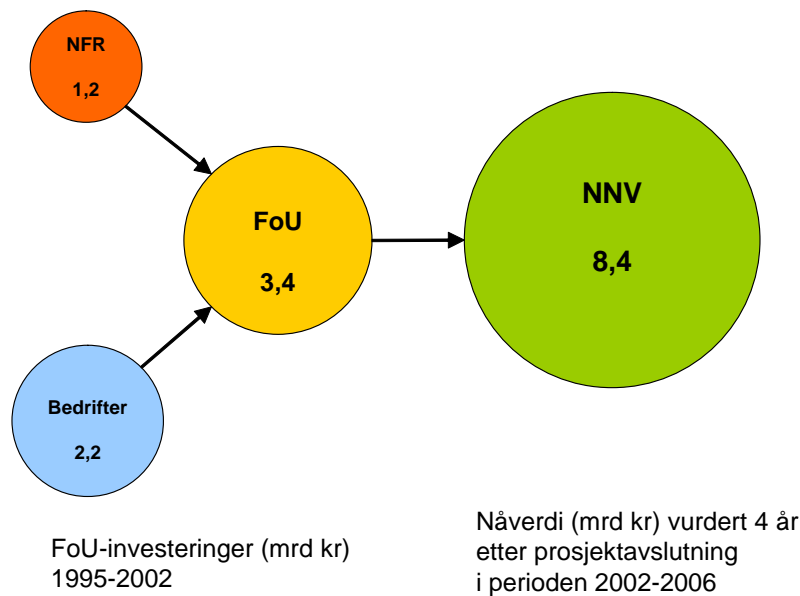 NFR
1,2
FoU
3,4
NNV
8,4
Bedrifter
2,2
FoU-investeringer (mrd kr)
1995-2002
Nåverdi (mrd kr) vurdert 4 år
etter prosjektavslutning
i perioden 2002-2006